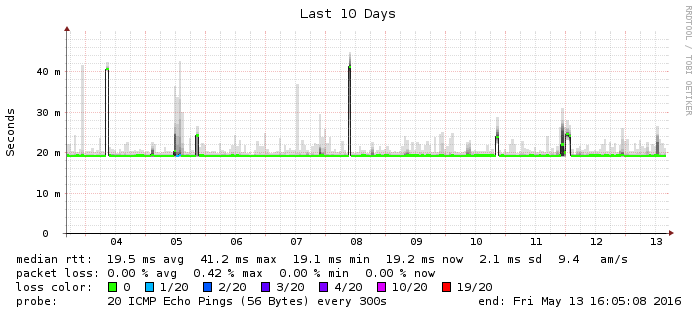 Last 10 Days
RRDTOOL / TOBI OETIKER
Seconds
40 m
30 m
20 m
10 m
0
04 05 06 07 08 09 10 11 12 13
median rtt: 19.5 ms avg 41.2 ms max 19.1 ms min 19.2 ms now 2.1 ms sd 9.4 am/s
packet loss: 0.00 % avg 0.42 % max 0.00 % min 0.00 % now
loss color: 0 1/20 2/20 3/20 4/20 10/20 19/20
probe: 20 ICMP Echo Pings (56 Bytes) every 300s end: Fri May 13 16:05:08 2016